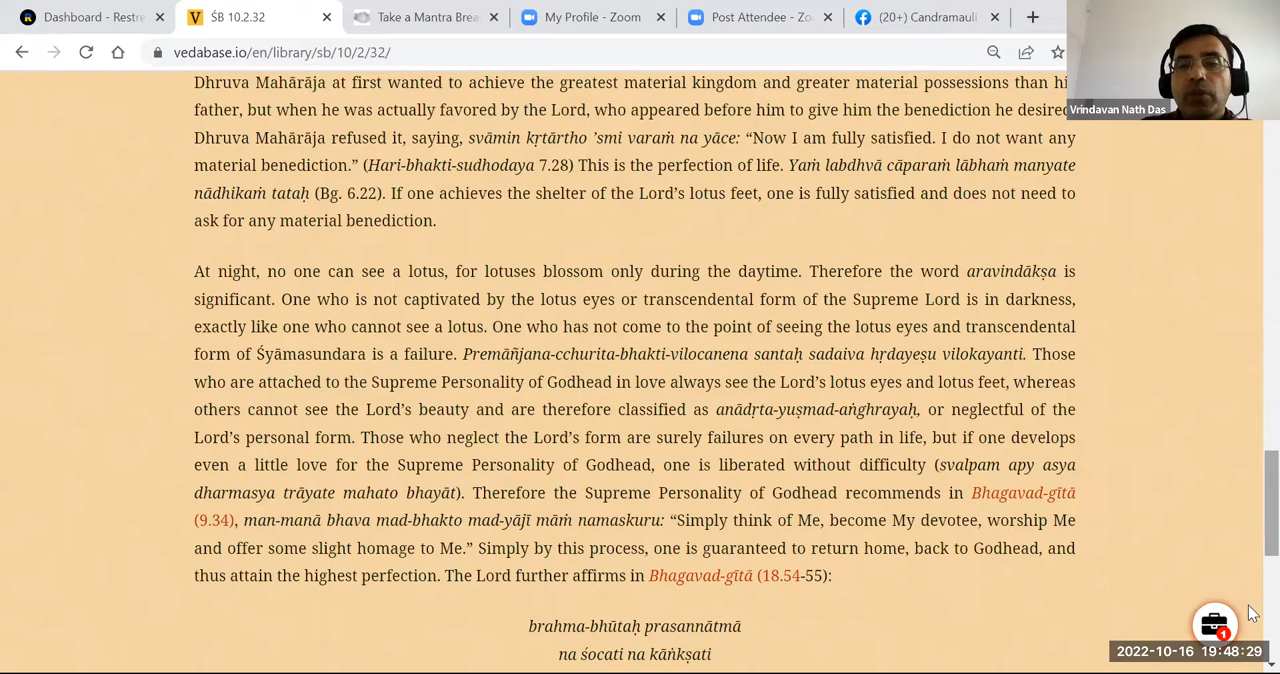 Dashboard - Restre
ŚB 10.2.32
Take a Mantra Brea
My Profile - Zoom
Post Attendee - Zo
(20+) Candramauli
vedabase.io/en/library/sb/10/2/32/
Vrindavan Nath Das
Dhruva Mahārāja at first wanted to achieve the greatest material kingdom and greater material possessions than hi
father, but when he was actually favored by the Lord, who appeared before him to give him the benediction he desired
Dhruva Mahārāja refused it, saying, svāmin kṛtārtho ’smi varaṁ na yāce: “Now I am fully satisfied. I do not want any
material benediction.” (Hari-bhakti-sudhodaya 7.28) This is the perfection of life. Yaṁ labdhvā cāparaṁ lābhaṁ manyate
nādhikaṁ tataḥ (Bg. 6.22). If one achieves the shelter of the Lord’s lotus feet, one is fully satisfied and does not need to
ask for any material benediction.
At night, no one can see a lotus, for lotuses blossom only during the daytime. Therefore the word aravindākṣa is
significant. One who is not captivated by the lotus eyes or transcendental form of the Supreme Lord is in darkness,
exactly like one who cannot see a lotus. One who has not come to the point of seeing the lotus eyes and transcendental
form of Śyāmasundara is a failure. Premāñjana-cchurita-bhakti-vilocanena santaḥ sadaiva hṛdayeṣu vilokayanti. Those
who are attached to the Supreme Personality of Godhead in love always see the Lord’s lotus eyes and lotus feet, whereas
others cannot see the Lord’s beauty and are therefore classified as anādṛta-yuṣmad-aṅghrayaḥ, or neglectful of the
Lord’s personal form. Those who neglect the Lord’s form are surely failures on every path in life, but if one develops
even a little love for the Supreme Personality of Godhead, one is liberated without difficulty (svalpam apy asya
dharmasya trāyate mahato bhayāt). Therefore the Supreme Personality of Godhead recommends in Bhagavad-gītā
(9.34), man-manā bhava mad-bhakto mad-yājī māṁ namaskuru: “Simply think of Me, become My devotee, worship Me
and offer some slight homage to Me.” Simply by this process, one is guaranteed to return home, back to Godhead, and
thus attain the highest perfection. The Lord further affirms in Bhagavad-gītā (18.54-55):
brahma-bhūtaḥ prasannātmā
na śocati na kāṅkṣati
1
2022-10-16 19:48:29